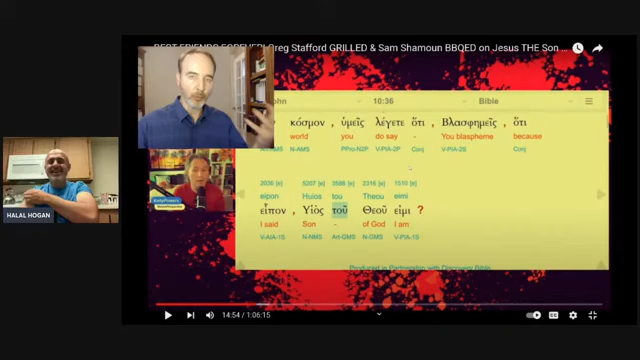 BEST FRIENDS FOREVER! Greg Stafford GRILLED & Sam Shamoun BBQED on Jesus THE Son ...
John 10:36 Bible
κόσμον , ὑμεῖς λέγετε ὅτι , Βλασφημεῖς , ὅτι
world you do say - You blaspheme because
N-AMS PPro-N2P V-PIA-2P Conj V-PIA-2S Conj
2036 [e] 5207 [e] 3588 [e] 2316 [e] 1510 [e]
eipon Huios tou Theou eimi
εἶπον , Υἱὸς τοῦ Θεοῦ εἰμι ?
I said Son - of God I am
V-AIA-1S N-NMS Art-GMS N-GMS V-PIA-1S
Produced in Partnership with Discovery Bible
HALAL HOGAN
14:54 / 1:06:15